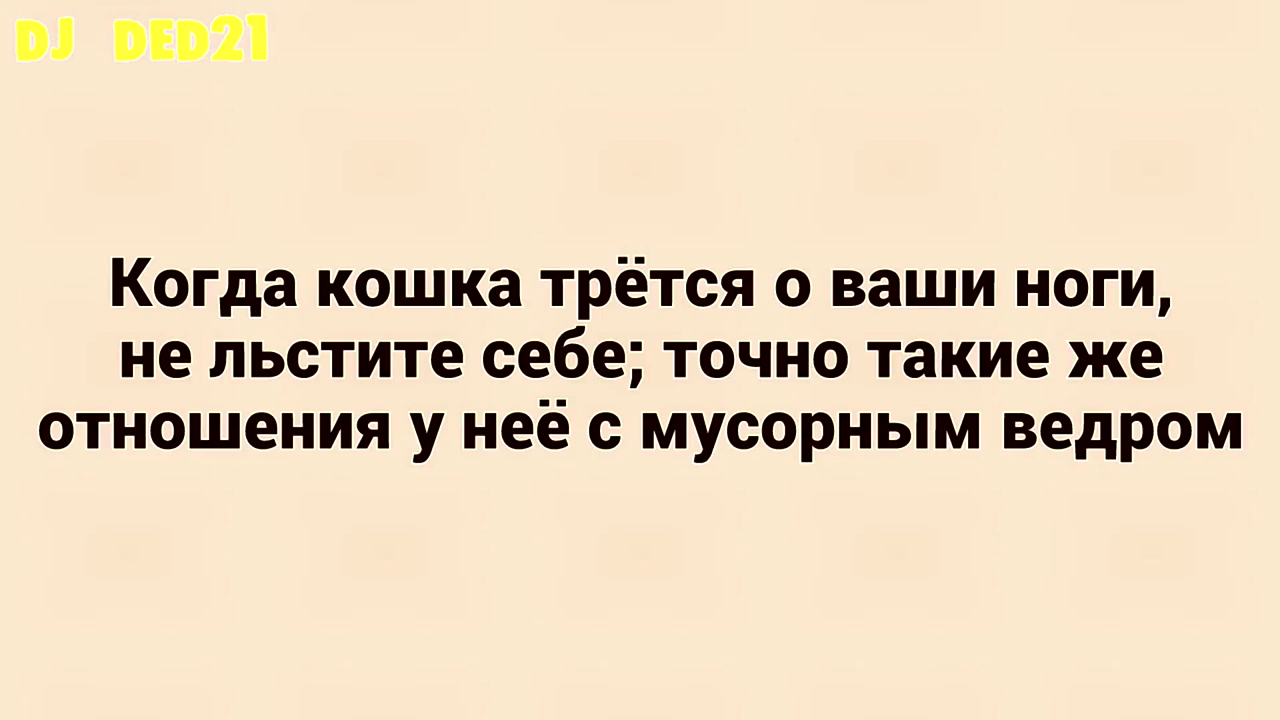 DJ DED21
Когда кошка трётся о ваши ноги,
не льстите себе; точно такие же
отношения у неё с мусорным ведром